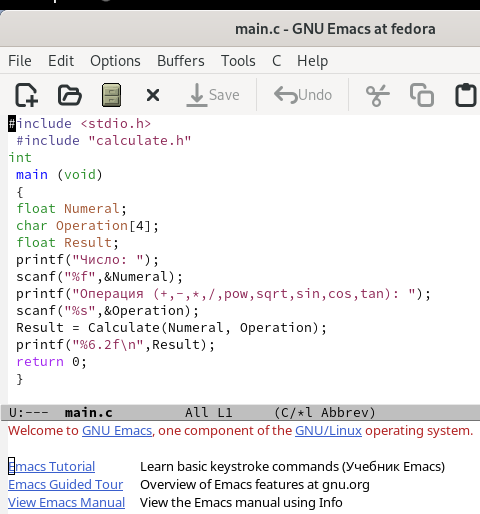 main.c - GNU Emacs at fedora
File Edit Options Buffers Tools C Help
Save Undo
#include <stdio.h>
#include "calculate.h"
int
main (void)
{
float Numeral;
char Operation[4];
float Result;
printf("Число: ");
scanf("%f",&Numeral);
printf("Операция (+,-,*,/,pow,sqrt,sin,cos,tan): ");
scanf("%s",&Operation);
Result = Calculate(Numeral, Operation);
printf("%6.2f\n",Result);
return 0;
}
U:--- main.c All L1 (C/*l Abbrev)
Welcome to GNU Emacs, one component of the GNU/Linux operating system.
Emacs Tutorial Learn basic keystroke commands (Учебник Emacs)
Emacs Guided Tour Overview of Emacs features at gnu.org
View Emacs Manual View the Emacs manual using Info